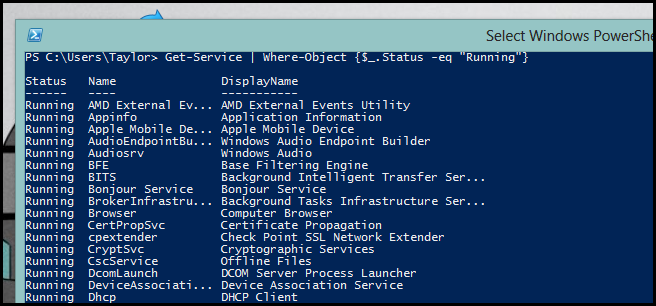 Select Windows PowerShe
PS C:\Users\Taylor> Get-Service | Where-Object {$_.Status -eq "Running"}
Status Name DisplayName
------ ---- -----------
Running AMD External Ev... AMD External Events Utility
Running Appinfo Application Information
Running Apple Mobile De... Apple Mobile Device
Running AudioEndpointBu... Windows Audio Endpoint Builder
Running Audiosrv Windows Audio
Running BFE Base Filtering Engine
Running BITS Background Intelligent Transfer Ser...
Running Bonjour Service Bonjour Service
Running BrokerInfrastru... Background Tasks Infrastructure Ser...
Running Browser Computer Browser
Running CertPropSvc Certificate Propagation
Running cpextender Check Point SSL Network Extender
Running CryptSvc Cryptographic Services
Running CscService Offline Files
Running DcomLaunch DCOM Server Process Launcher
Running DeviceAssociati... Device Association Service
Running Dhcp DHCP Client